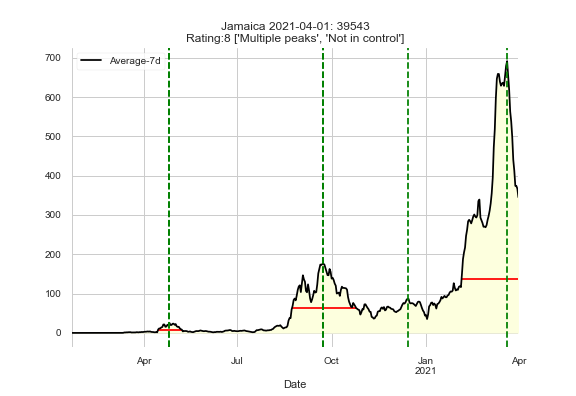 Jamaica 2021-04-01: 39543
Rating:8 ['Multiple peaks', 'Not in control']
Average-7d
700
600
500
400
300
200
100
0
Apr Jul Oct Jan Apr
2021
Date